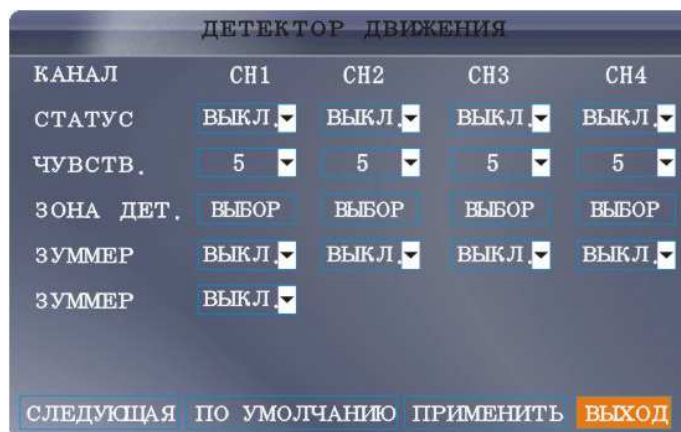 ДЕТЕКТОР ДВИЖЕНИЯ
КАНАЛ CH1 CH2 CH3 CH4
СТАТУС ВЫКЛ. ВЫКЛ. ВЫКЛ. ВЫКЛ.
ЧУВСТВ. 5 5 5 5
ЗОНА ДЕТ. ВЫБОР ВЫБОР ВЫБОР ВЫБОР
ЗУММЕР ВЫКЛ. ВЫКЛ. ВЫКЛ. ВЫКЛ.
ЗУММЕР ВЫКЛ.
СЛЕДУЮЩАЯ ПО УМОЛЧАНИЮ ПРИМЕНИТЬ ВЫХОД